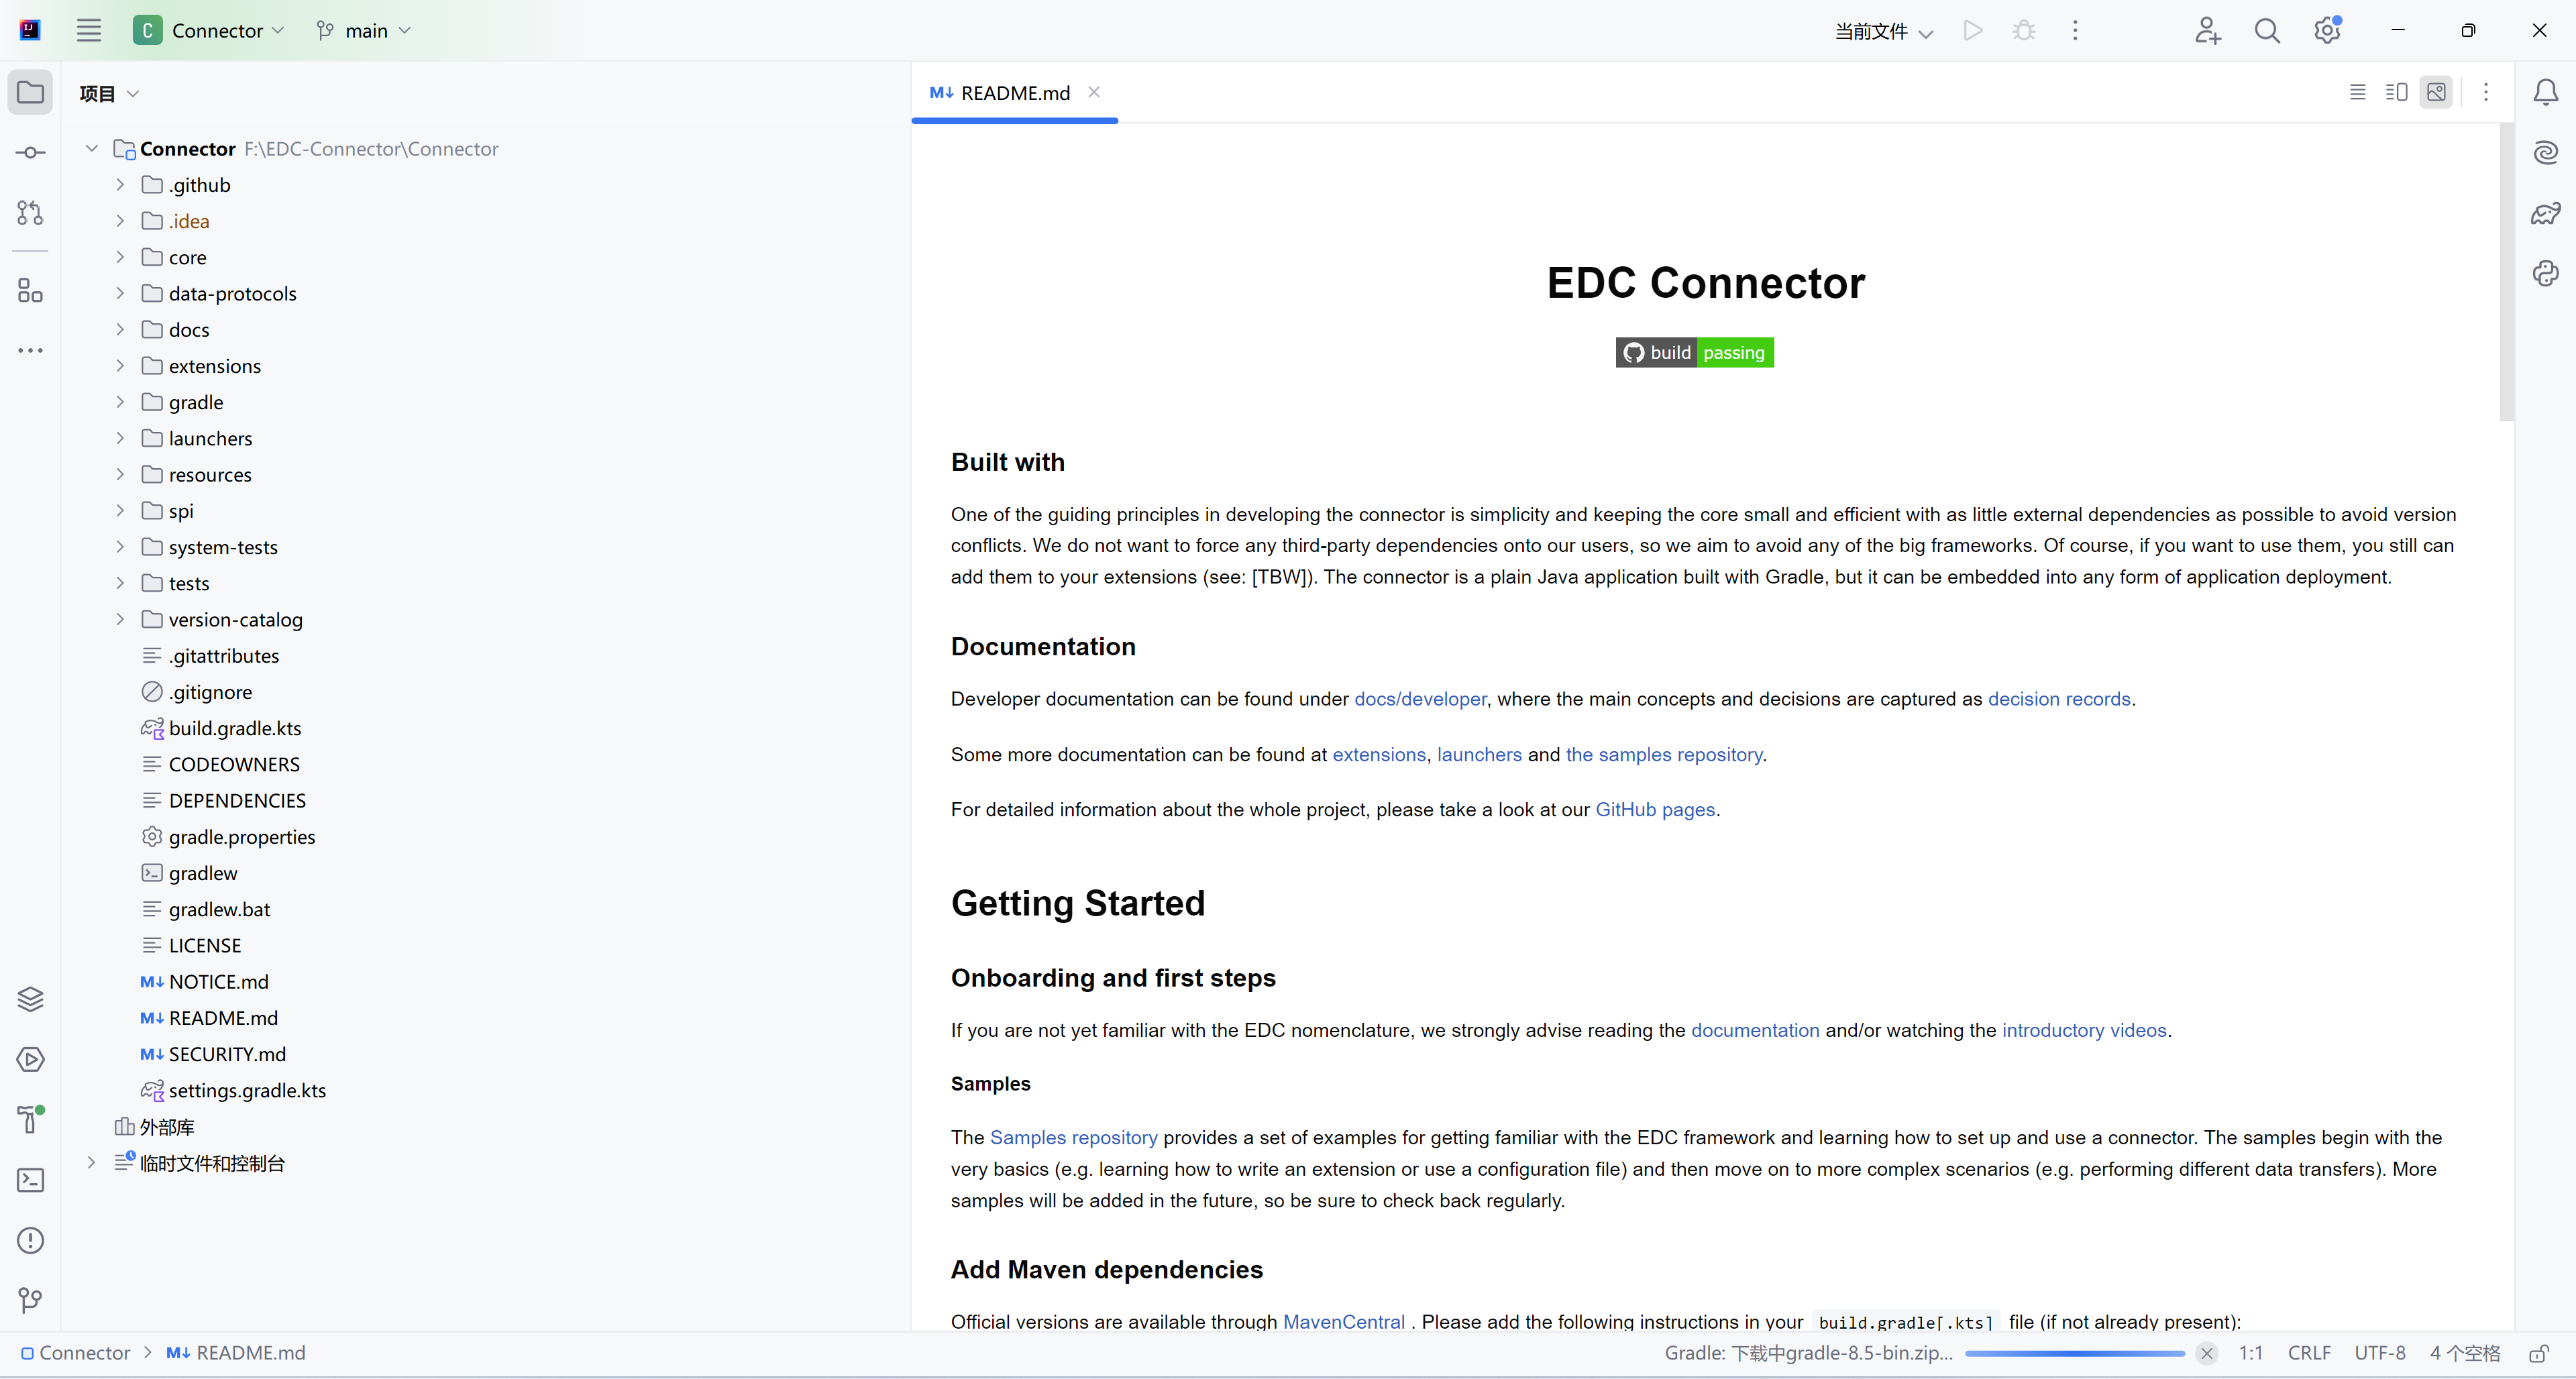 Connector
main
当前文件
项目
README.md
Connector F:\EDC-Connector\Connector
.github
.idea
core
data-protocols
docs
extensions
gradle
launchers
resources
spi
system-tests
tests
version-catalog
.gitattributes
.gitignore
build.gradle.kts
CODEOWNERS
DEPENDENCIES
gradle.properties
gradlew
gradlew.bat
LICENSE
NOTICE.md
README.md
SECURITY.md
settings.gradle.kts
外部库
临时文件和控制台
EDC Connector
build passing
Built with
One of the guiding principles in developing the connector is simplicity and keeping the core small and efficient with as little external dependencies as possible to avoid version
conflicts. We do not want to force any third-party dependencies onto our users, so we aim to avoid any of the big frameworks. Of course, if you want to use them, you still can
add them to your extensions (see: [TBW]). The connector is a plain Java application built with Gradle, but it can be embedded into any form of application deployment.
Documentation
Developer documentation can be found under docs/developer, where the main concepts and decisions are captured as decision records.
Some more documentation can be found at extensions, launchers and the samples repository.
For detailed information about the whole project, please take a look at our GitHub pages.
Getting Started
Onboarding and first steps
If you are not yet familiar with the EDC nomenclature, we strongly advise reading the documentation and/or watching the introductory videos.
Samples
The Samples repository provides a set of examples for getting familiar with the EDC framework and learning how to set up and use a connector. The samples begin with the
very basics (e.g. learning how to write an extension or use a configuration file) and then move on to more complex scenarios (e.g. performing different data transfers). More
samples will be added in the future, so be sure to check back regularly.
Add Maven dependencies
Official versions are available through MavenCentral . Please add the following instructions in your build.gradle[.kts] file (if not already present):
Connector > README.md
Gradle: 下载中gradle-8.5-bin.zip...
1:1
CRLF
UTF-8
4 个空格